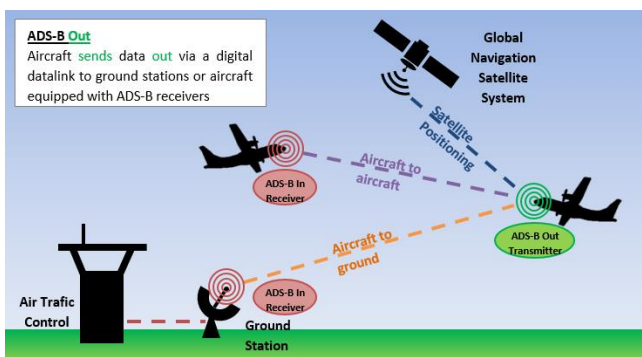 ADS-B Out
Aircraft sends data out via a digital
datalink to ground stations or aircraft
equipped with ADS-B receivers
Global
Navigation
Satellite
System
Satellite
Positioning
Aircraft to
aircraft
ADS-B In
Receiver
ADS-B Out
Transmitter
Aircraft to
ground
Air Trafic
Control
ADS-B In
Receiver
Ground
Station